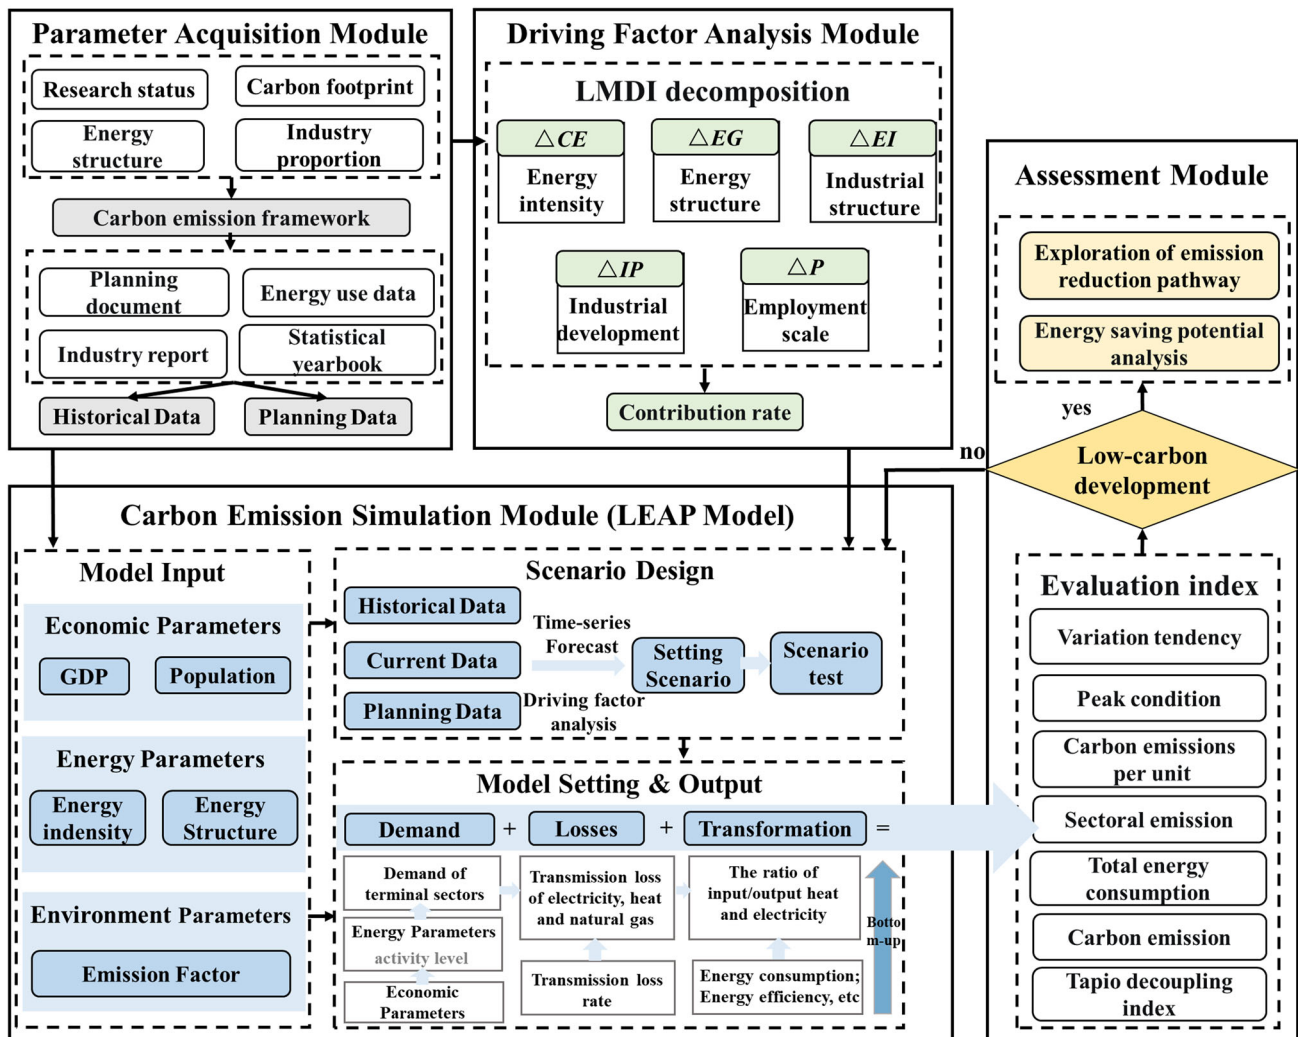 Parameter Acquisition Module
Research status
Carbon footprint
Energy
structure
Industry
proportion
Carbon emission framework
Planning
document
Energy use data
Industry report
Statistical
yearbook
Historical Data
Planning Data
Driving Factor Analysis Module
LMDI decomposition
△CE
Energy
intensity
△EG
Energy
structure
△EI
Industrial
structure
△IP
Industrial
development
△P
Employment
scale
Contribution rate
Assessment Module
Exploration of emission
reduction pathway
Energy saving potential
analysis
yes
no
Low-carbon
development
Evaluation index
Variation tendency
Peak condition
Carbon emissions
per unit
Sectoral emission
Total energy
consumption
Carbon emission
Tapio decoupling
index
Carbon Emission Simulation Module (LEAP Model)
Model Input
Economic Parameters
GDP
Population
Energy Parameters
Energy
indensity
Energy
Structure
Environment Parameters
Emission Factor
Scenario Design
Historical Data
Current Data
Planning Data
Time-series
Forecast
Driving factor
analysis
Setting
Scenario
Scenario
test
Model Setting & Output
Demand + Losses + Transformation =
Demand of
terminal sectors
Energy Parameters
activity level
Economic
Parameters
Transmission loss
of electricity, heat
and natural gas
Transmission loss
rate
The ratio of
input/output heat
and electricity
Energy consumption;
Energy efficiency, etc
Botto
m-up